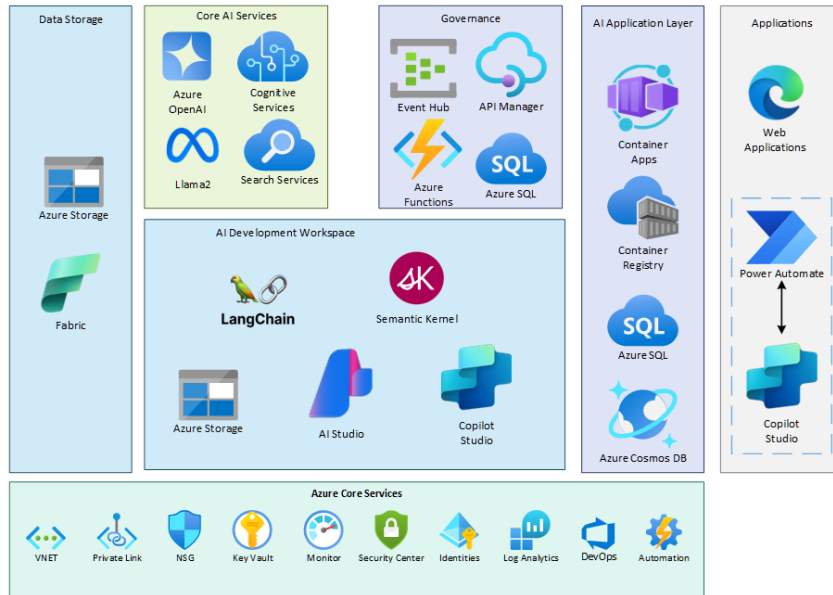 Data Storage
Azure Storage
Fabric
Core AI Services
Azure
OpenAI
Cognitive
Services
Llama2
Search Services
Governance
Event Hub
API Manager
Azure
Functions
SQL
Azure SQL
AI Development Workspace
LangChain
SK
Semantic Kernel
Azure Storage
AI Studio
Copilot
Studio
AI Application Layer
Container
Apps
Container
Registry
SQL
Azure SQL
Azure Cosmos DB
Applications
Web
Applications
Power Automate
Copilot
Studio
Azure Core Services
VNET
Private Link
NSG
Key Vault
Monitor
Security Center
Identities
Log Analytics
DevOps
Automation